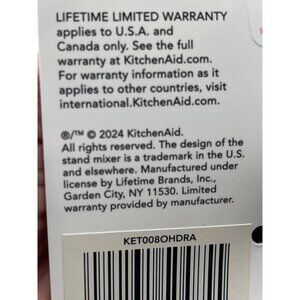 LIFETIME LIMITED WARRANTY
applies to U.S.A. and
Canada only. See the full
warranty at KitchenAid.com.
For warranty information as it
applies to other countries, visit
international.KitchenAid.com.
®/™ © 2024 KitchenAid.
All rights reserved. The design of the
stand mixer is a trademark in the U.S.
and elsewhere. Manufactured under
license by Lifetime Brands, Inc.,
Garden City, NY 11530. Limited
warranty provided by manufacturer.
KET008OHDRA